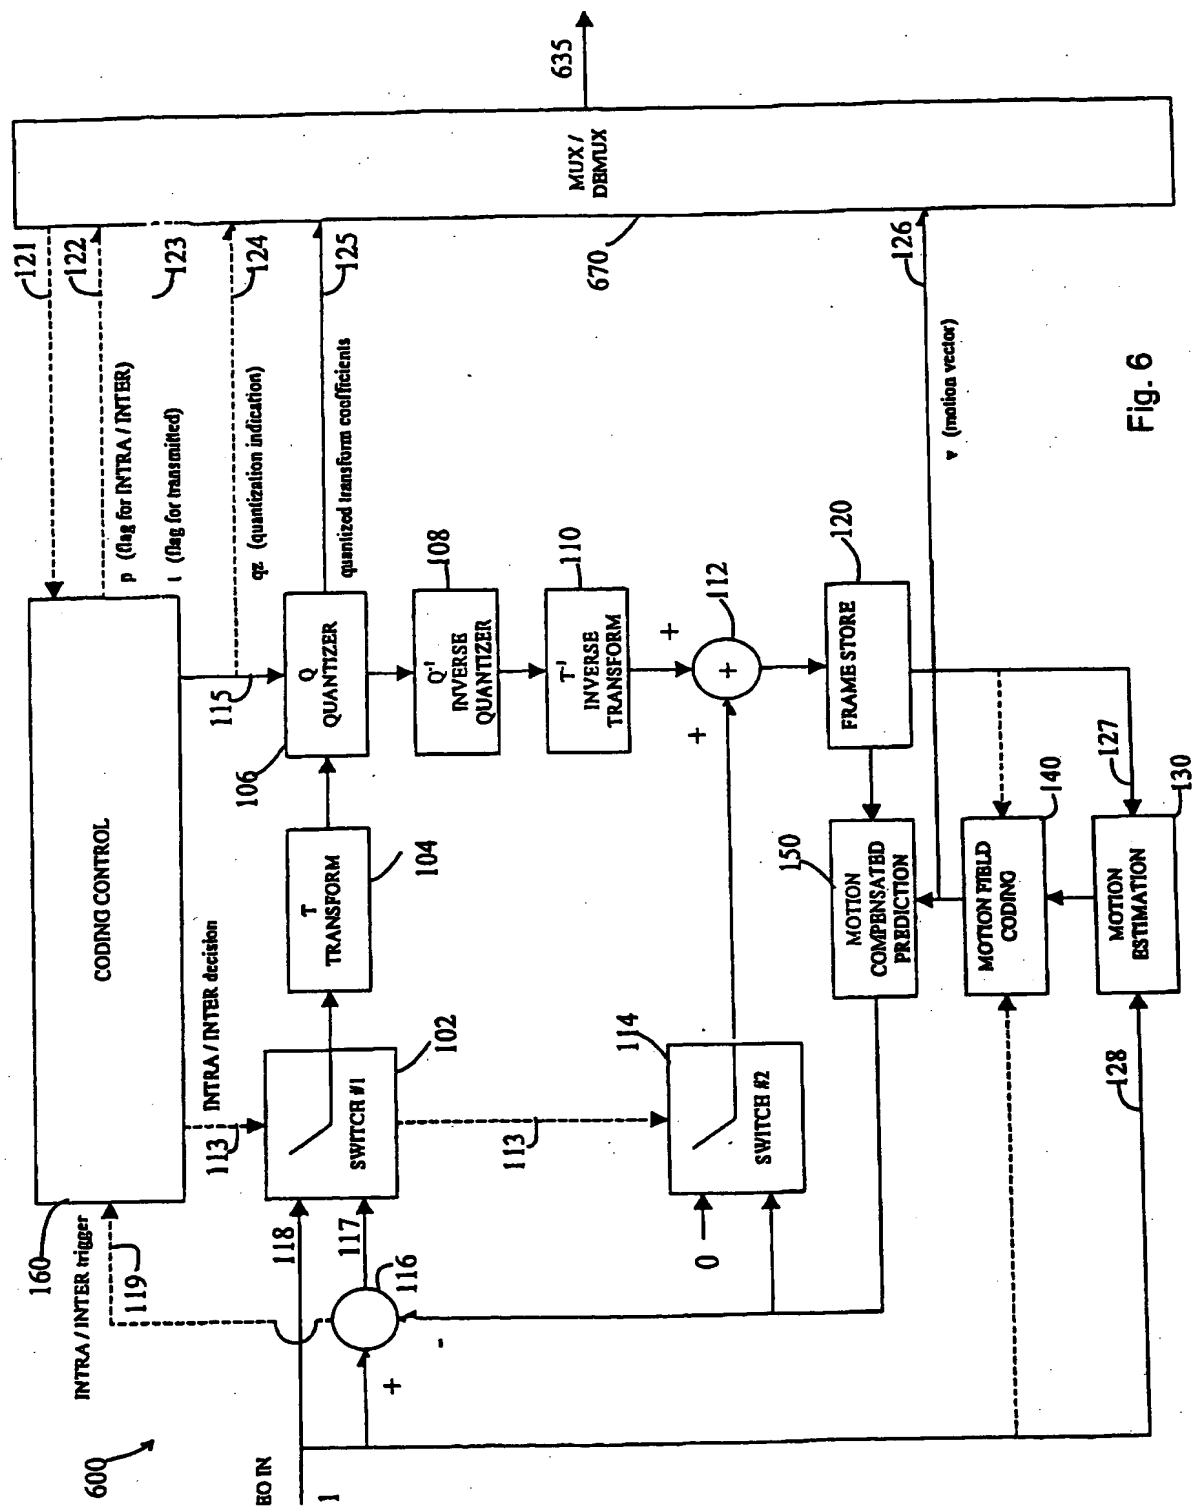 600
EO IN
1
INTRA / INTER trigger
119
160
CODING CONTROL
121
122
123
124
125
p (flag for INTRA / INTER)
t (flag for transmitted)
qz (quantization indication)
quantized transform coefficients
INTRA / INTER decision
113
115
118
117
116
+
-
SWITCH #1
102
T
TRANSFORM
104
Q
QUANTIZER
106
Q⁻¹
INVERSE
QUANTIZER
108
T⁻¹
INVERSE
TRANSFORM
110
113
0
114
SWITCH #2
+
+
+
112
FRAME STORE
120
150
MOTION
COMPENSATED
PREDICTION
MOTION FIELD
CODING
140
MOTION
ESTIMATION
130
127
128
v (motion vector)
126
670
MUX /
DEMUX
635
Fig. 6